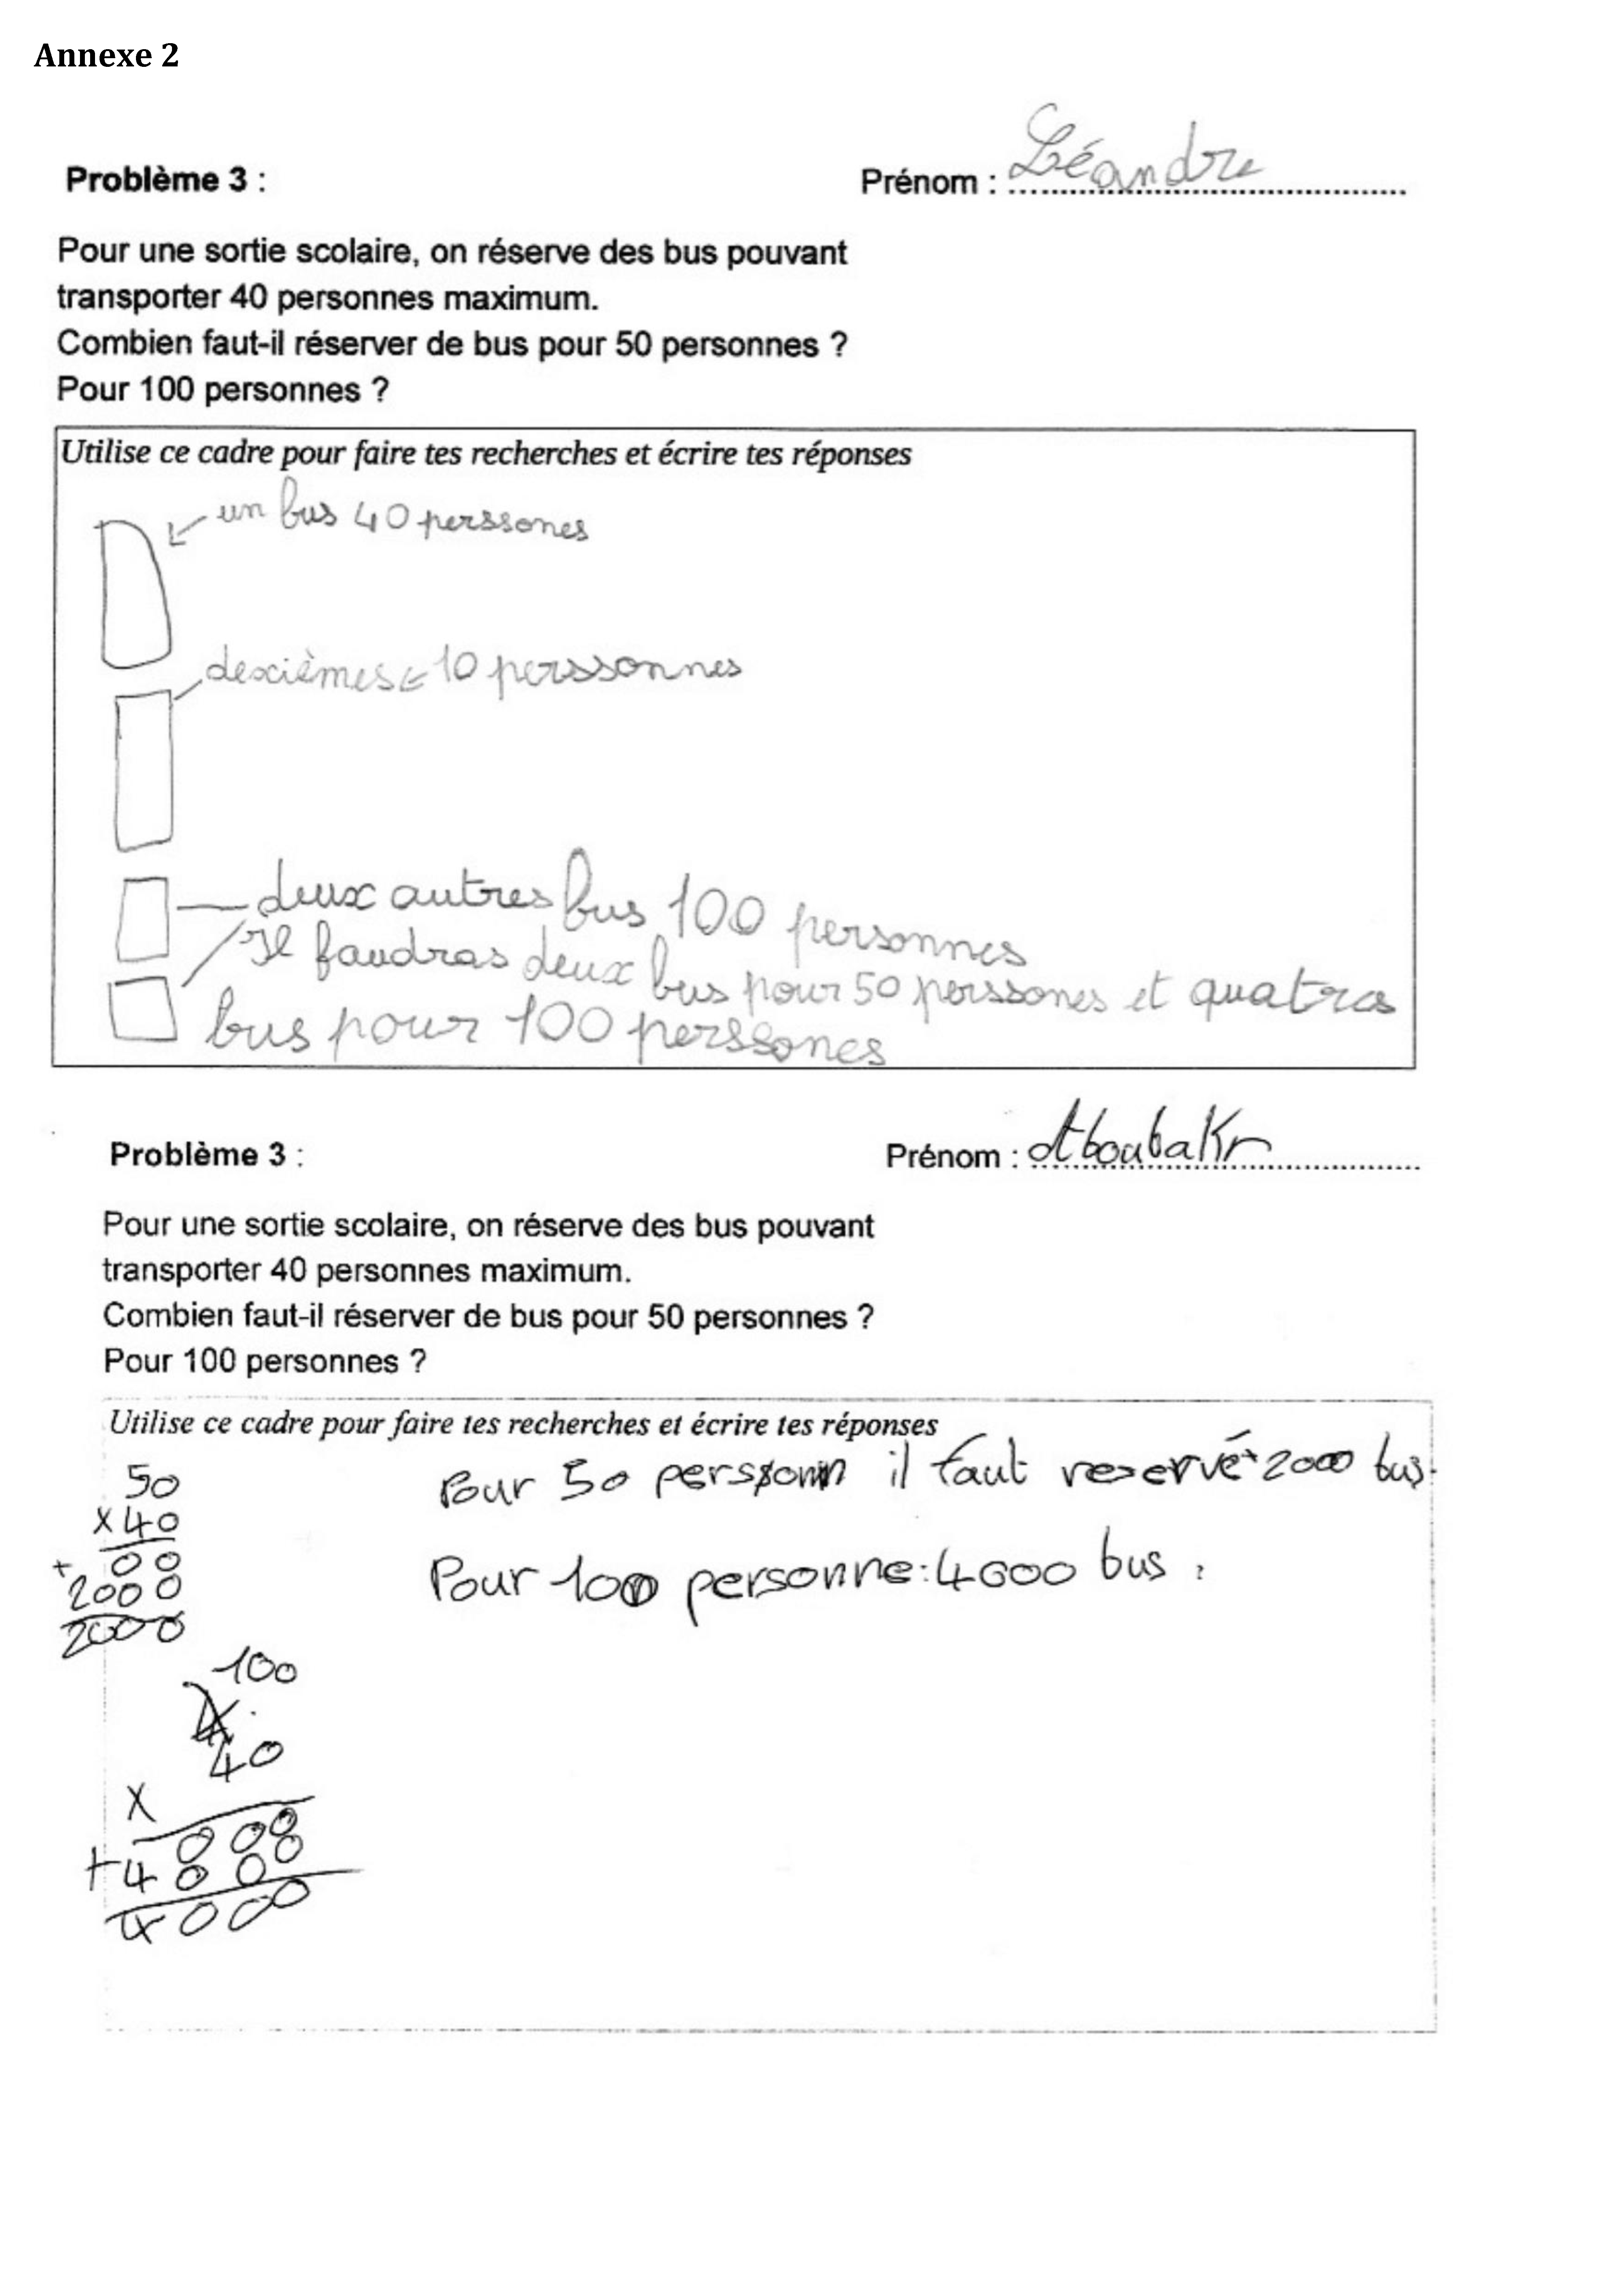 Annexe 2
Problème 3 :
Prénom : Léandre
Pour une sortie scolaire, on réserve des bus pouvant
transporter 40 personnes maximum.
Combien faut-il réserver de bus pour 50 personnes ?
Pour 100 personnes ?
Utilise ce cadre pour faire tes recherches et écrire tes réponses
un bus 40 perssones
dexièmes 10 perssonnes
deux autres bus 100 personnes
Il faudras deux bus pour 50 perssones et quatras
bus pour 100 perssones
Problème 3 :
Prénom : Aboubakr
Pour une sortie scolaire, on réserve des bus pouvant
transporter 40 personnes maximum.
Combien faut-il réserver de bus pour 50 personnes ?
Pour 100 personnes ?
Utilise ce cadre pour faire tes recherches et écrire tes réponses
Pour 50 il faut reservé 2000 bus.
50
x 40
+ 00
2000
2000
Pour 100 personne : 4000 bus .
100
40
x
000
+ 4000
4000